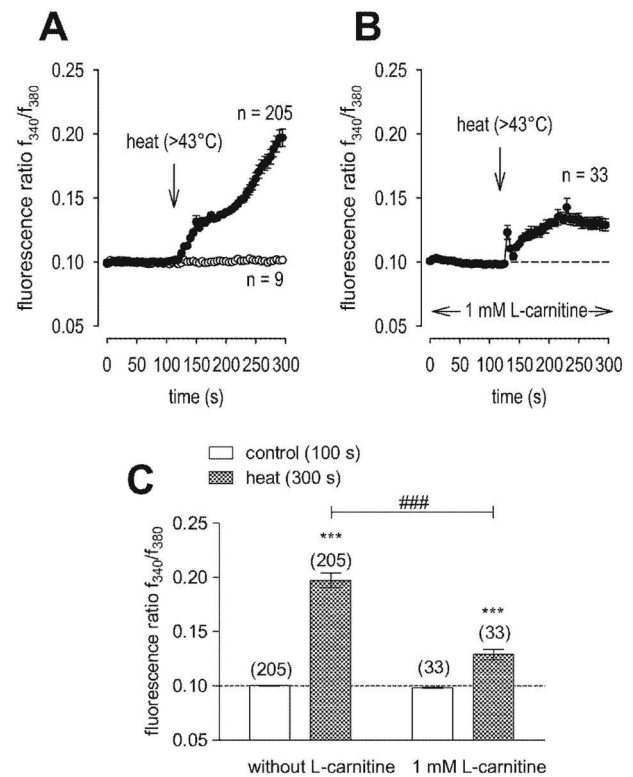 A
fluorescence ratio f340/f380
0.25
0.20
0.15
0.10
0.05
heat (>43°C)
n = 205
n = 9
0 50 100 150 200 250 300
time (s)
B
fluorescence ratio f340/f380
0.25
0.20
0.15
0.10
0.05
heat (>43°C)
n = 33
1 mM L-carnitine
0 50 100 150 200 250 300
time (s)
control (100 s)
heat (300 s)
C
fluorescence ratio f340/f380
0.25
0.20
0.15
0.10
0.05
###
***
(205)
***
(33)
(205)
(33)
without L-carnitine
1 mM L-carnitine